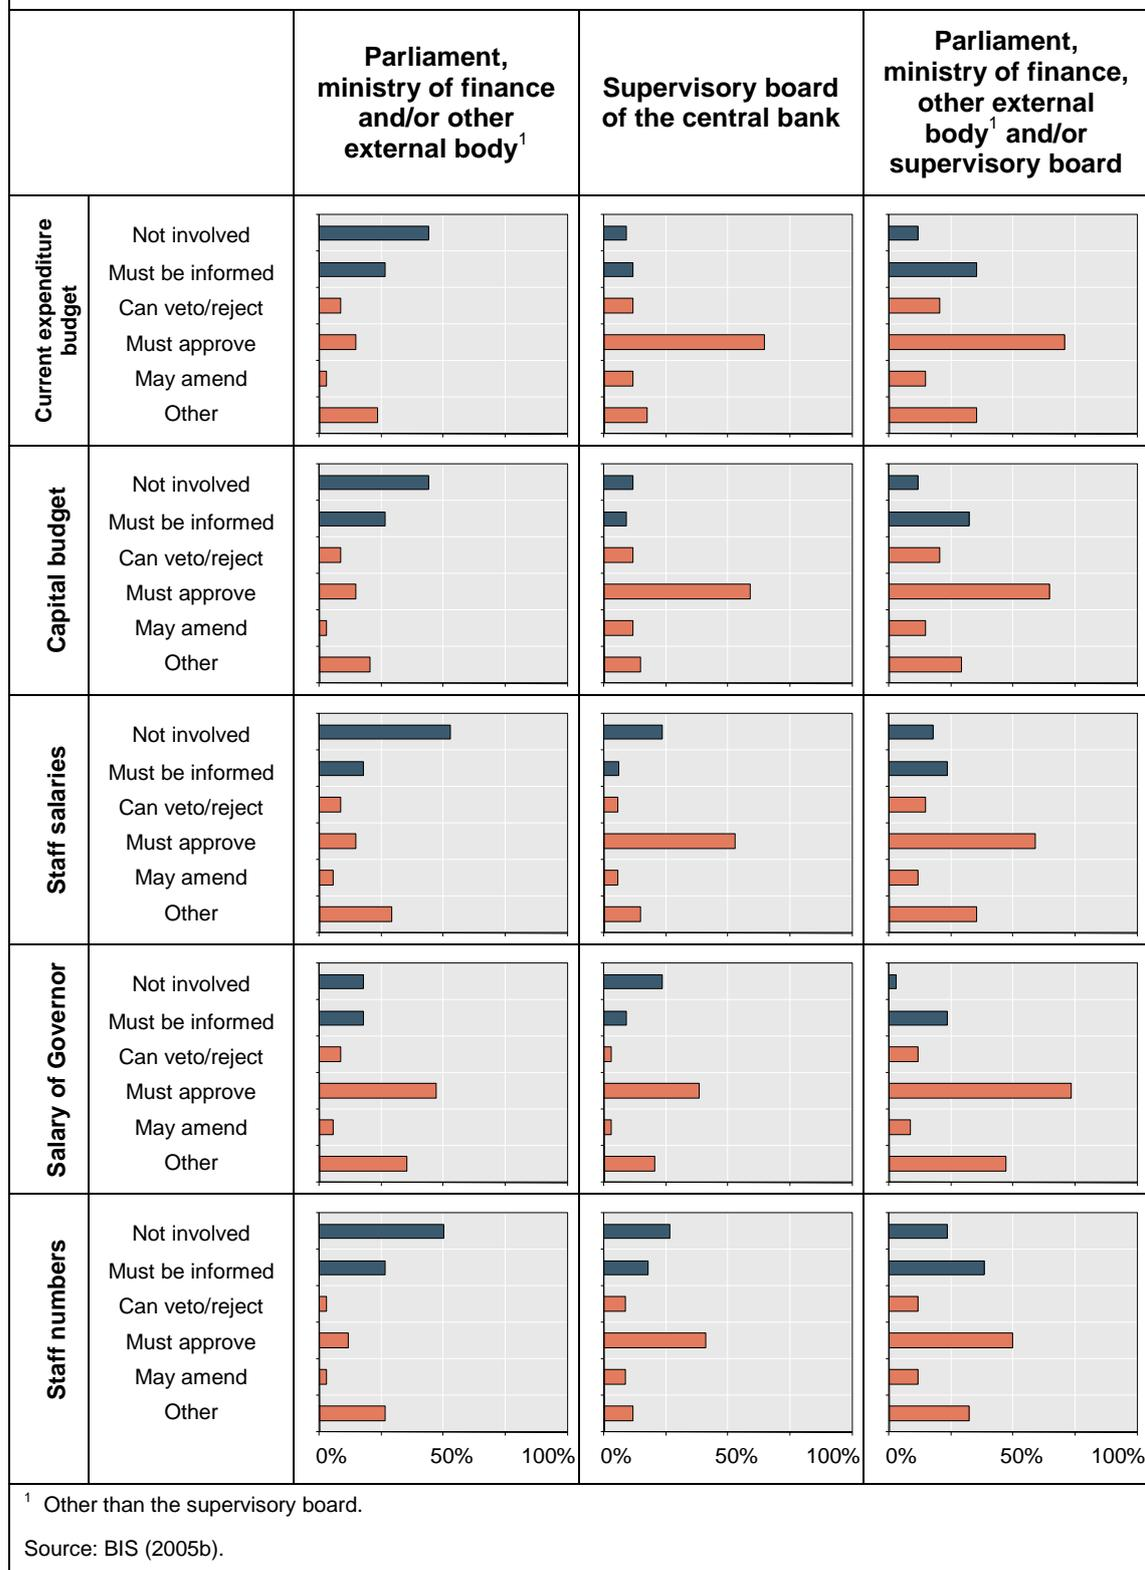 Parliament,
ministry of finance
and/or other
external body1
Supervisory board
of the central bank
Parliament,
ministry of finance,
other external
body1 and/or
supervisory board
Current expenditure
budget
Not involved
Must be informed
Can veto/reject
Must approve
May amend
Other
Capital budget
Not involved
Must be informed
Can veto/reject
Must approve
May amend
Other
Staff salaries
Not involved
Must be informed
Can veto/reject
Must approve
May amend
Other
Salary of Governor
Not involved
Must be informed
Can veto/reject
Must approve
May amend
Other
Staff numbers
Not involved
Must be informed
Can veto/reject
Must approve
May amend
Other
0% 50% 100%
0% 50% 100%
0% 50% 100%
1 Other than the supervisory board.
Source: BIS (2005b).